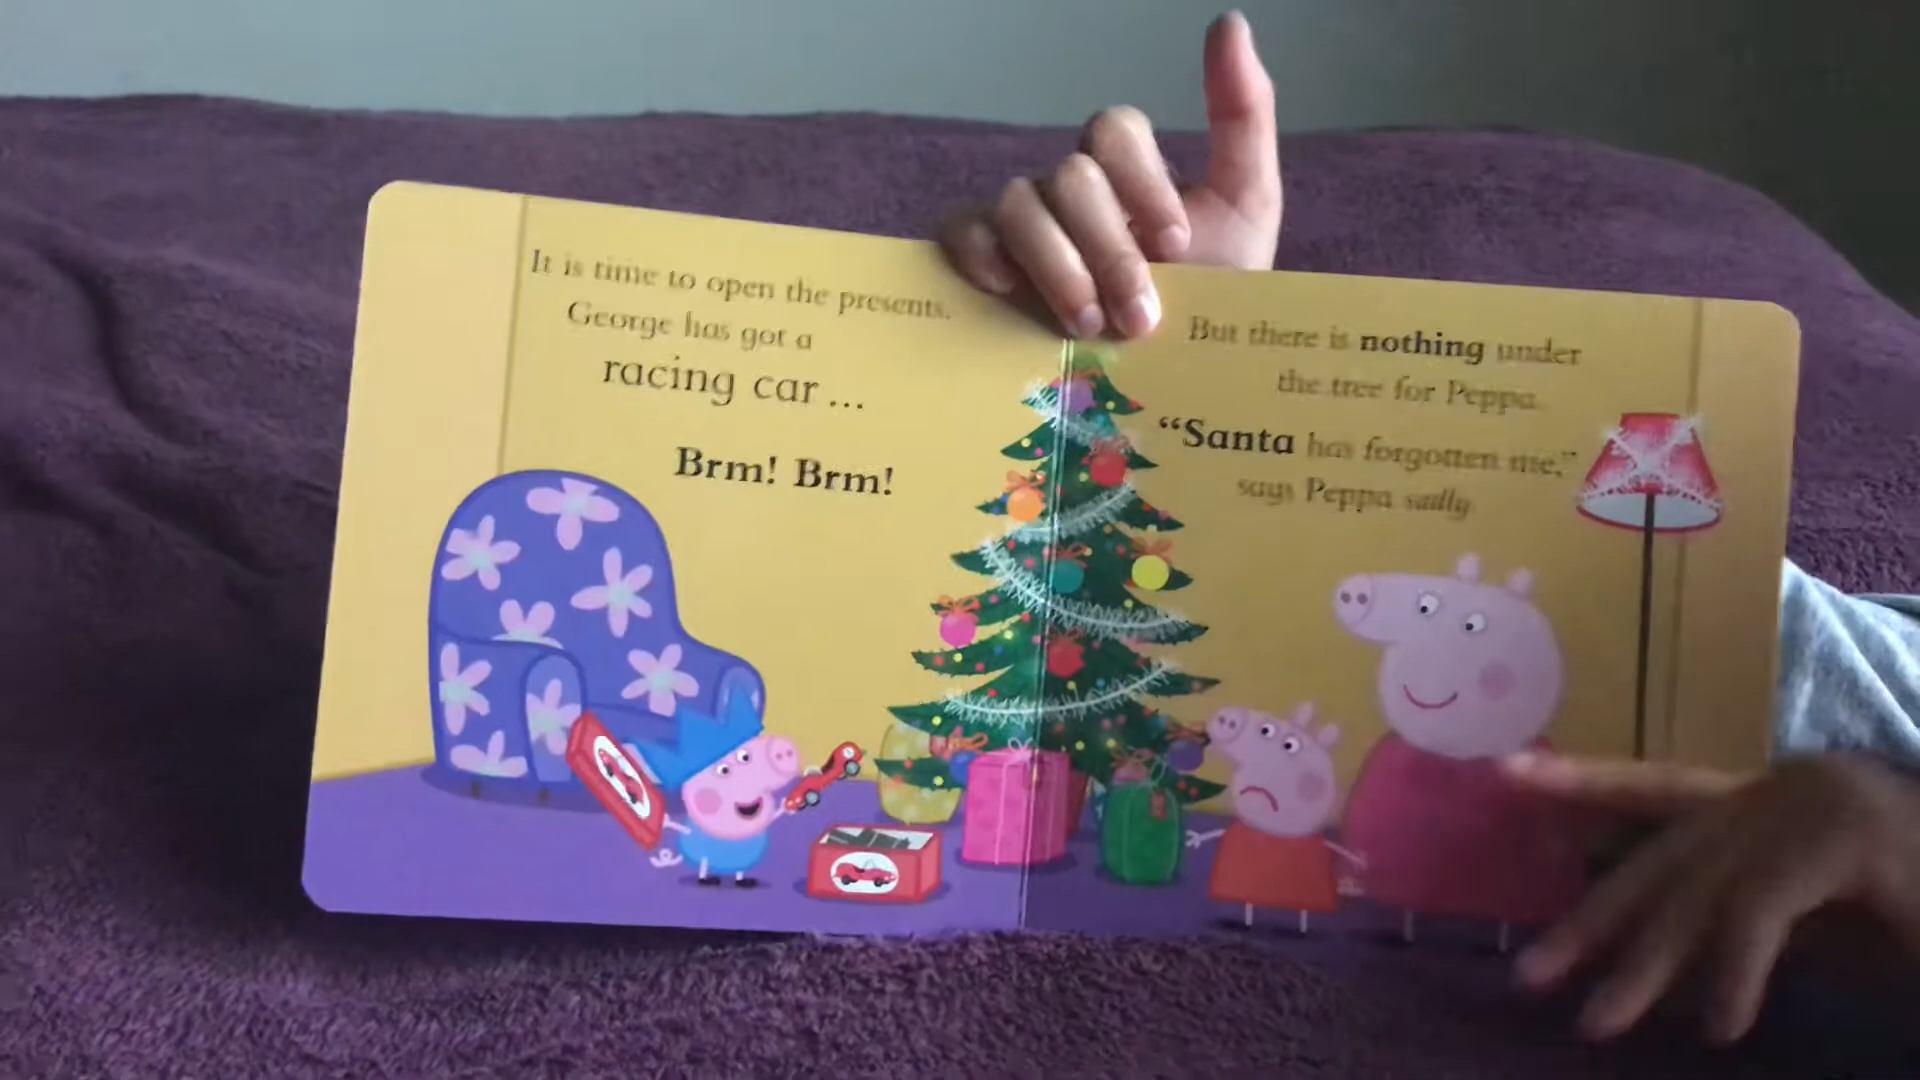 It is time to open the presents.
George has got a
racing car ...
Brm! Brm!
But there is nothing under
the tree for Peppa.
“Santa has forgotten me,”
says Peppa sadly.